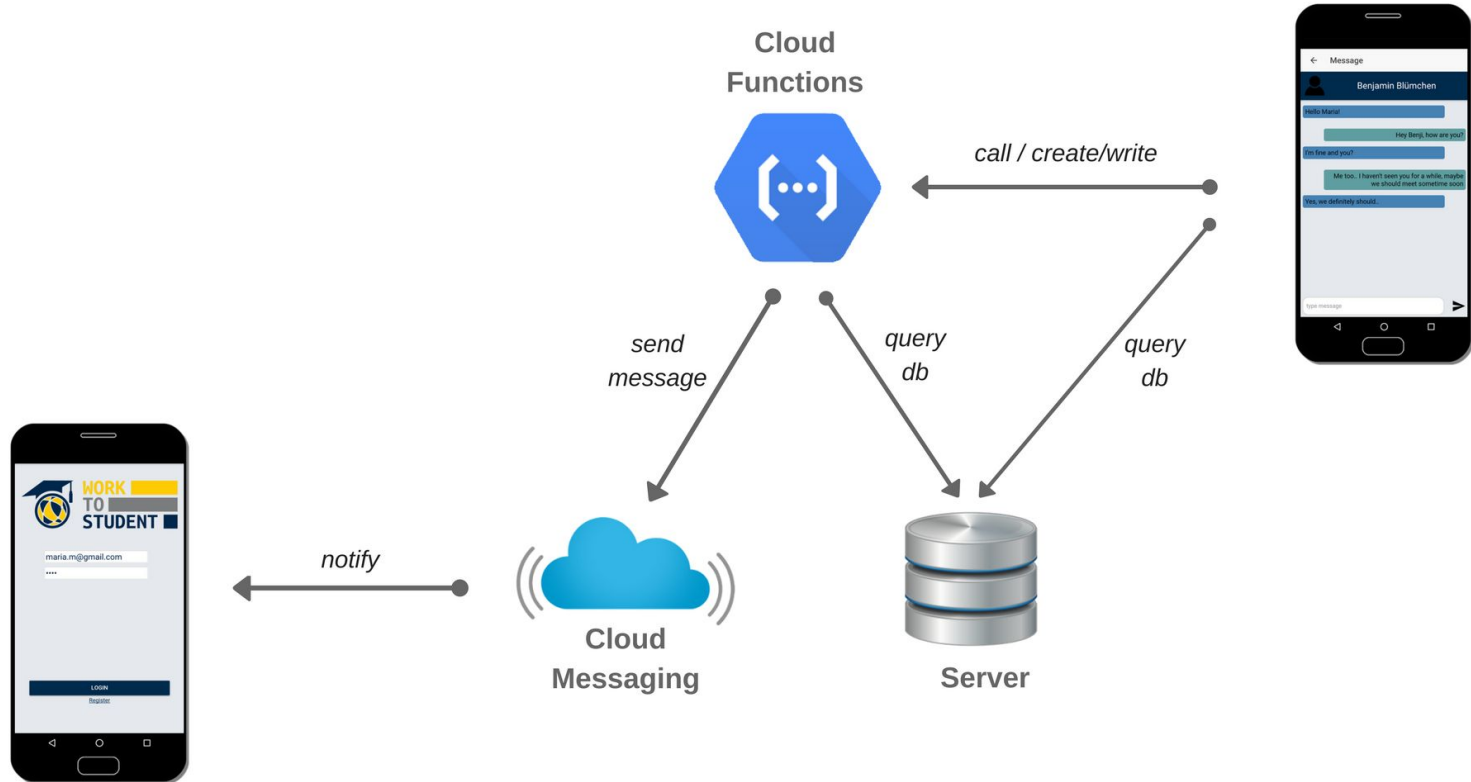 Cloud
Functions
call / create/write
send
message
query
db
query
db
notify
Cloud
Messaging
Server
Message
Benjamin Blümchen
Hello Maria!
Hey Benji, how are you?
I'm fine and you?
Me too.. I haven't seen you for a while, maybe
we should meet sometime soon
Yes, we definitely should..
type message
WORK
TO
STUDENT
maria.m@gmail.com
LOGIN
Register